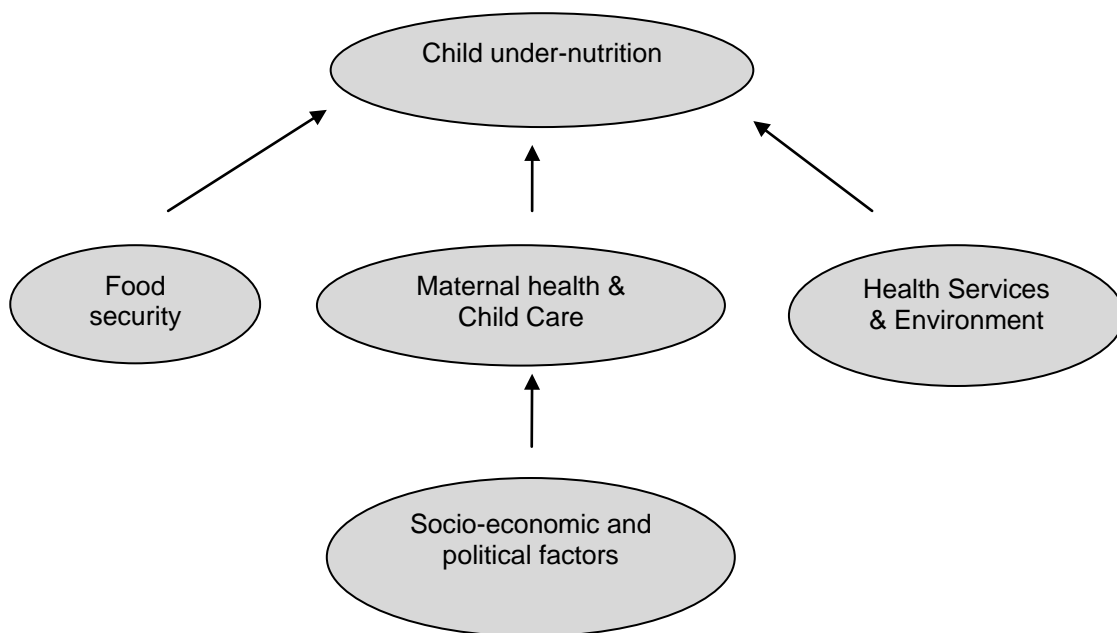 Child under-nutrition
Food
security
Maternal health &
Child Care
Health Services
& Environment
Socio-economic and
political factors